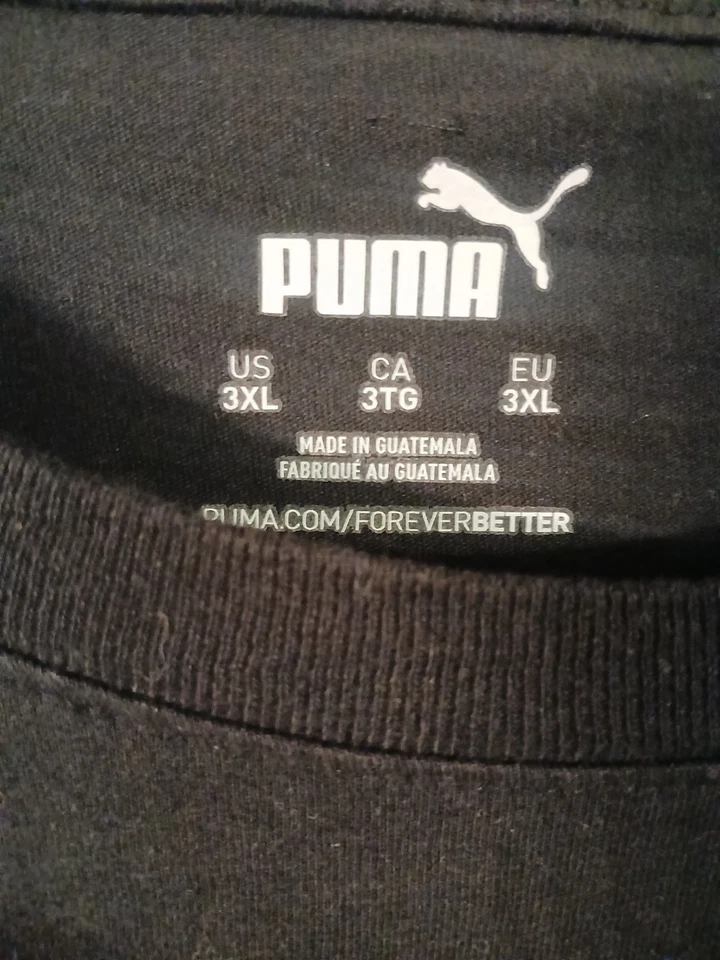 PUMA
US CA EU
3XL 3TG 3XL
MADE IN GUATEMALA
FABRIQUÉ AU GUATEMALA
PUMA.COM/FOREVERBETTER